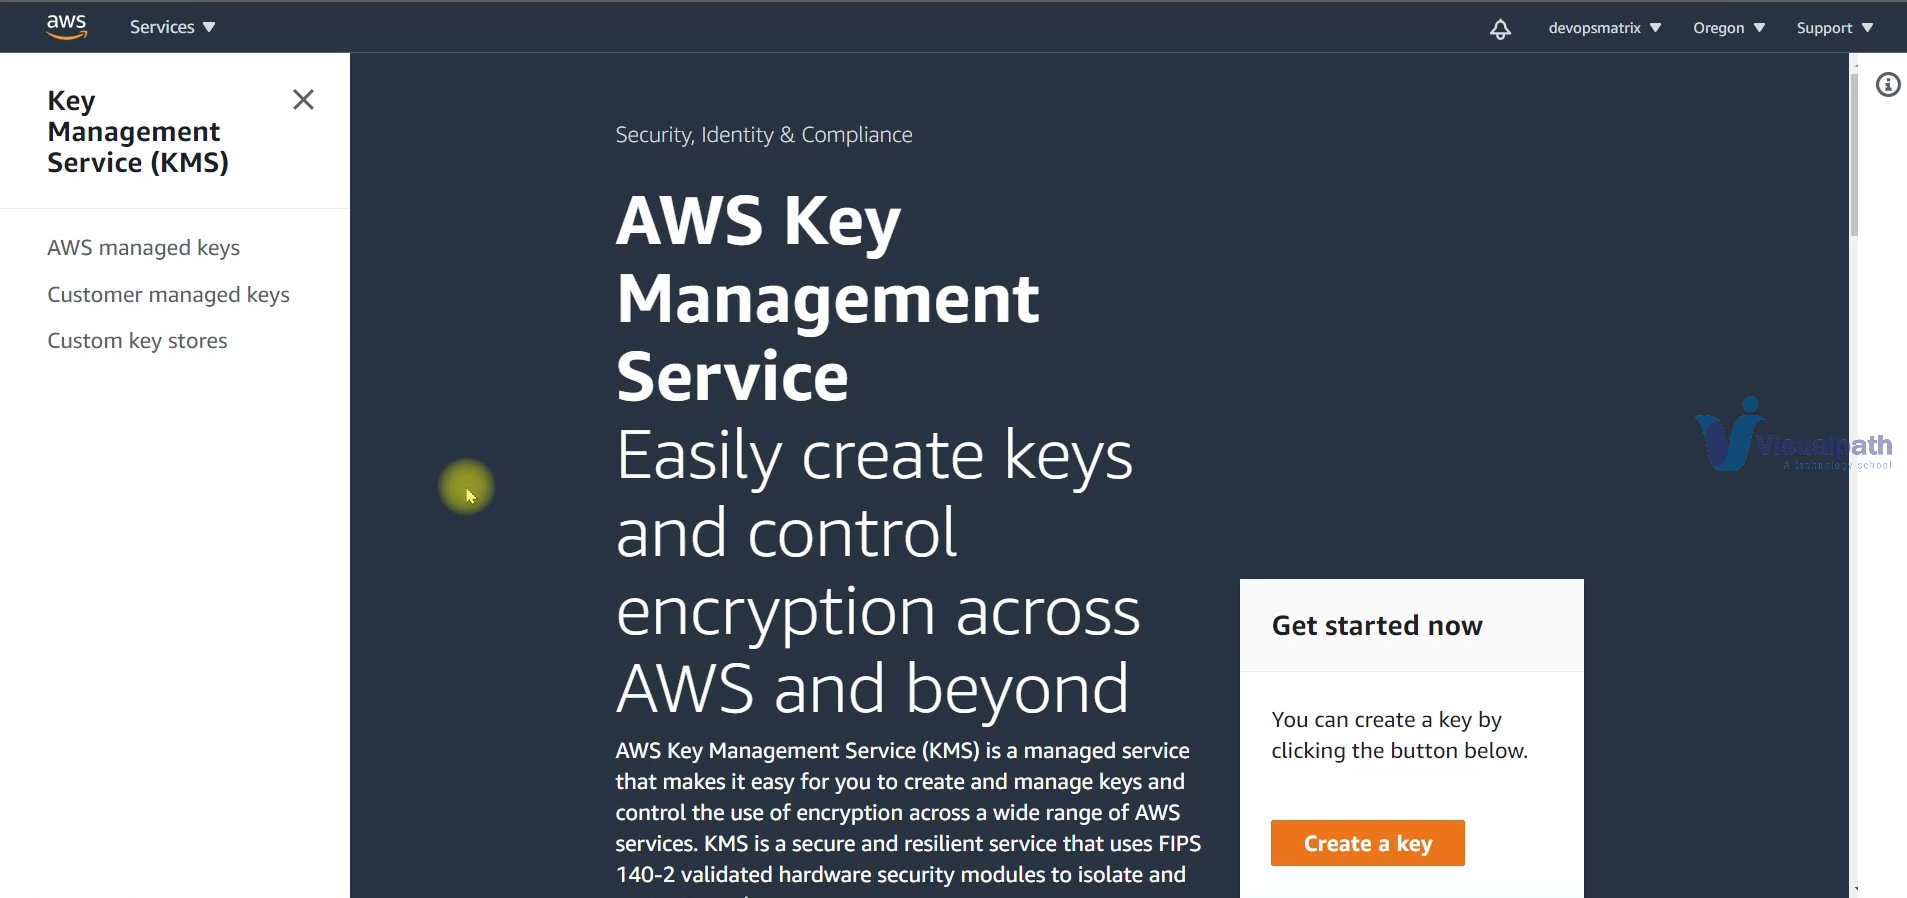 aws
Services
devopsmatrix
Oregon
Support
Key
Management
Service (KMS)
AWS managed keys
Customer managed keys
Custom key stores
Security, Identity & Compliance
AWS Key
Management
Service
Easily create keys
and control
encryption across
AWS and beyond
AWS Key Management Service (KMS) is a managed service
that makes it easy for you to create and manage keys and
control the use of encryption across a wide range of AWS
services. KMS is a secure and resilient service that uses FIPS
140-2 validated hardware security modules to isolate and
Get started now
You can create a key by
clicking the button below.
Create a key
Visualpath
A technology school